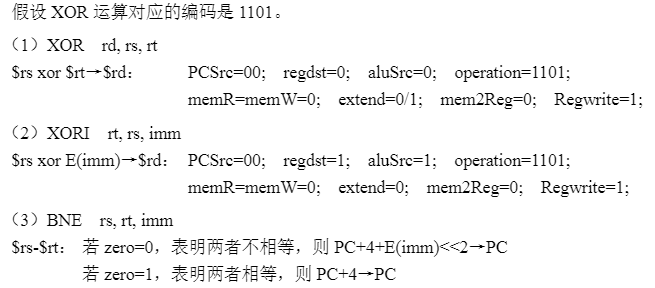 假设 XOR 运算对应的编码是 1101。
（1）XOR rd, rs, rt
$rs xor $rt→$rd： PCSrc=00; regdst=0; aluSrc=0; operation=1101;
memR=memW=0; extend=0/1; mem2Reg=0; Regwrite=1;
（2）XORI rt, rs, imm
$rs xor E(imm)→$rd： PCSrc=00; regdst=1; aluSrc=1; operation=1101;
memR=memW=0; extend=0; mem2Reg=0; Regwrite=1;
（3）BNE rs, rt, imm
$rs-$rt： 若 zero=0，表明两者不相等，则 PC+4+E(imm)<<2→PC
若 zero=1，表明两者相等，则 PC+4→PC